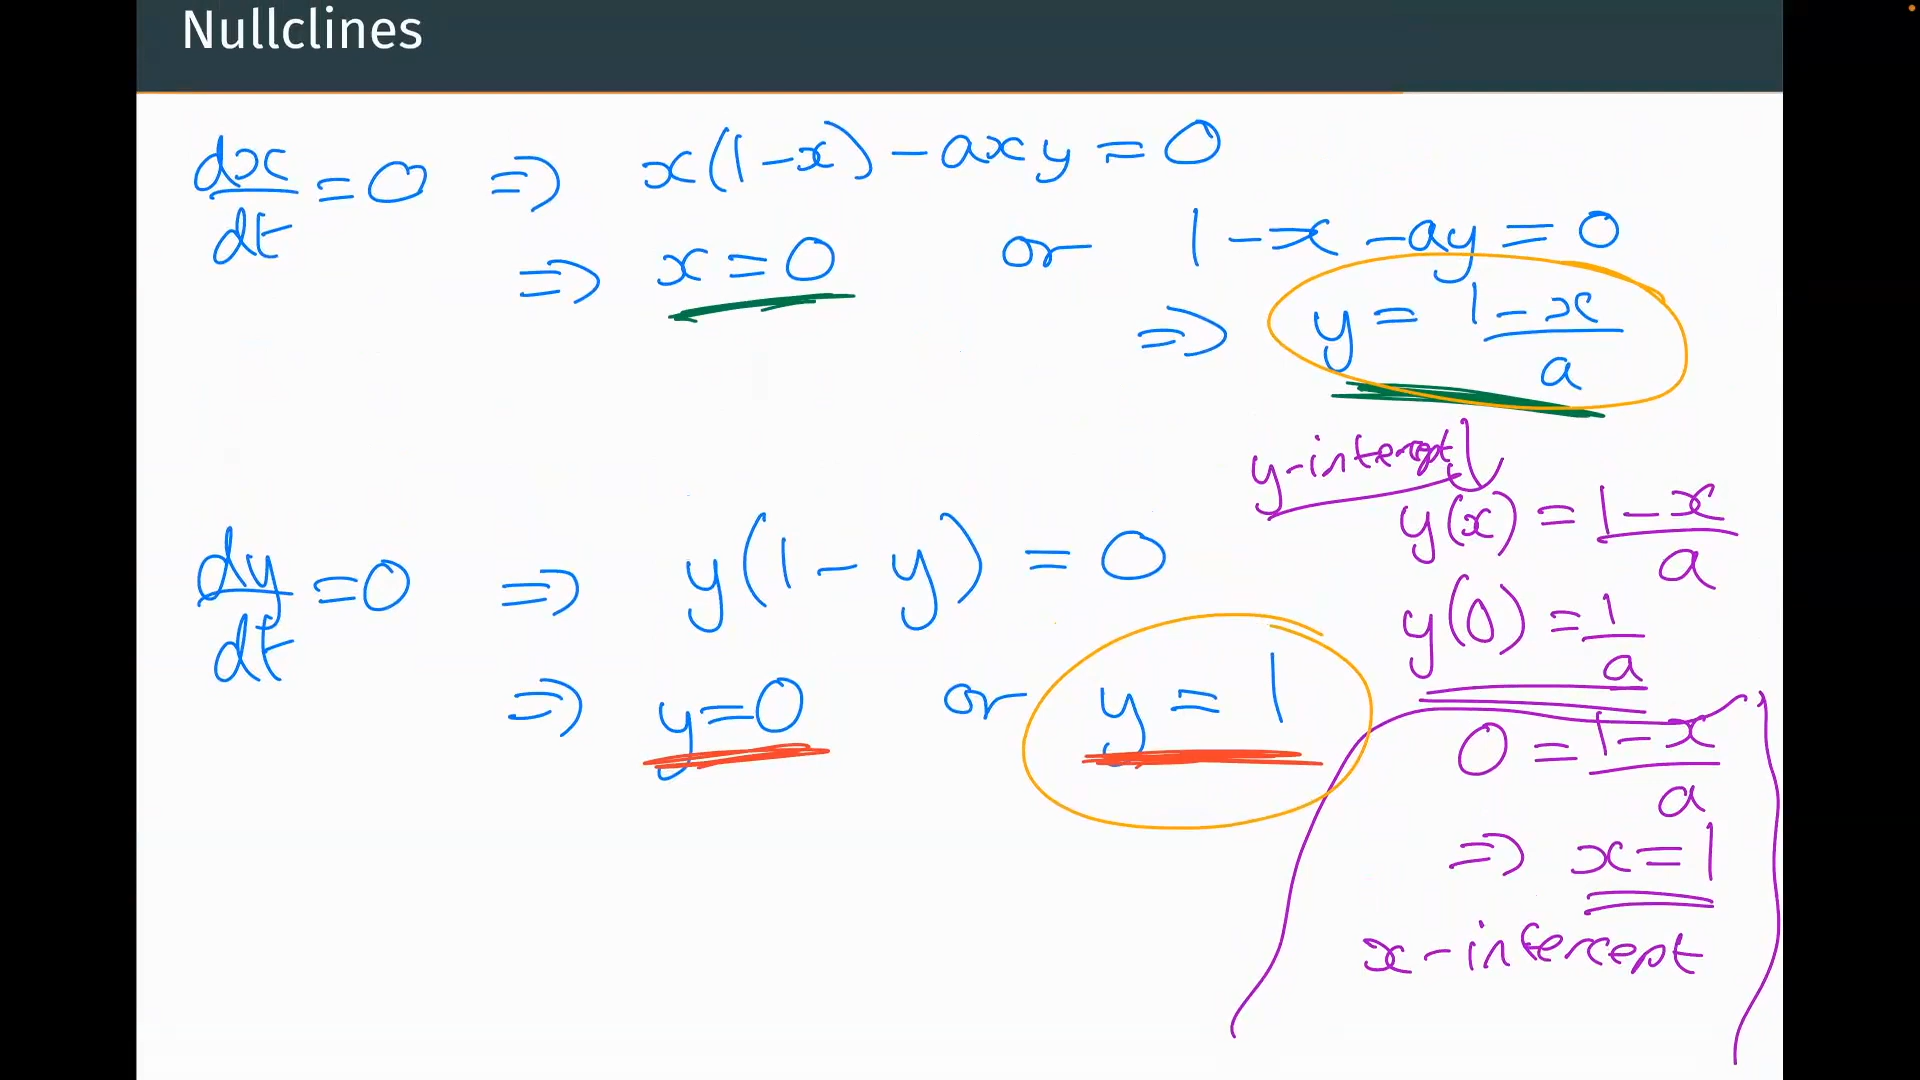 Nullclines
dx/dt = 0 ⇒ x(1-x) - axy = 0
⇒ x = 0 or 1 - x - ay = 0
⇒ y = (1-x)/a
y-intercept
y(x) = (1-x)/a
y(0) = 1/a
dy/dt = 0 ⇒ y(1-y) = 0
⇒ y=0 or y = 1
0 = (1-x)/a
⇒ x = 1
x-intercept